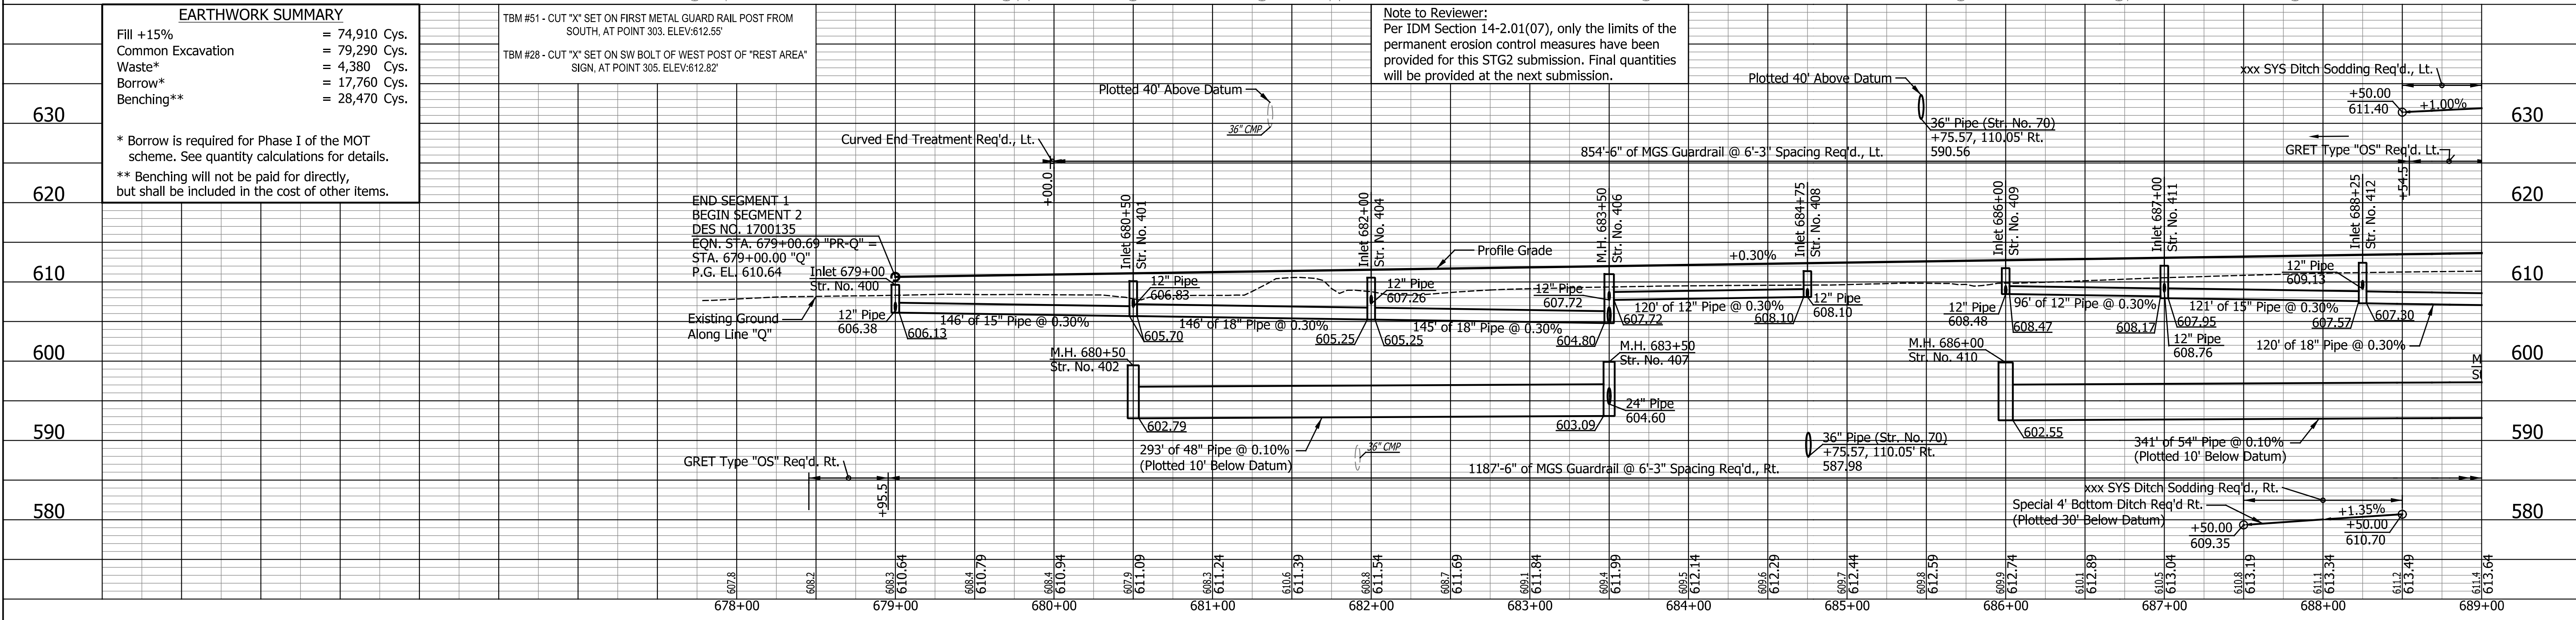 EARTHWORK SUMMARY
Fill +15% = 74,910 Cys.
Common Excavation = 79,290 Cys.
Waste* = 4,380 Cys.
Borrow* = 17,760 Cys.
Benching** = 28,470 Cys.
* Borrow is required for Phase I of the MOT
scheme. See quantity calculations for details.
** Benching will not be paid for directly,
but shall be included in the cost of other items.
TBM #51 - CUT "X" SET ON FIRST METAL GUARD RAIL POST FROM
SOUTH, AT POINT 303. ELEV:612.55'
TBM #28 - CUT "X" SET ON SW BOLT OF WEST POST OF "REST AREA"
SIGN, AT POINT 305. ELEV:612.82'
Note to Reviewer:
Per IDM Section 14-2.01(07), only the limits of the
permanent erosion control measures have been
provided for this STG2 submission. Final quantities
will be provided at the next submission.
Plotted 40' Above Datum
36" CMP
Plotted 40' Above Datum
36" Pipe (Str. No. 70)
+75.57, 110.05' Rt.
590.56
xxx SYS Ditch Sodding Req'd., Lt.
+50.00
611.40
+1.00%
630
630
Curved End Treatment Req'd., Lt.
+00.0
854'-6" of MGS Guardrail @ 6'-3" Spacing Req'd., Lt.
GRET Type "OS" Req'd. Lt.
+54.5
620
620
END SEGMENT 1
BEGIN SEGMENT 2
DES NO. 1700135
EQN. STA. 679+00.69 "PR-Q" =
STA. 679+00.00 "Q"
P.G. EL. 610.64
Inlet 679+00
Str. No. 400
Inlet 680+50
Str. No. 401
Inlet 682+00
Str. No. 404
M.H. 683+50
Str. No. 406
Inlet 684+75
Str. No. 408
Inlet 686+00
Str. No. 409
Inlet 687+00
Str. No. 411
Inlet 688+25
Str. No. 412
Profile Grade
+0.30%
610
610
Existing Ground
Along Line "Q"
12" Pipe
606.38
606.13
146' of 15" Pipe @ 0.30%
12" Pipe
606.83
605.70
146' of 18" Pipe @ 0.30%
605.25
12" Pipe
607.26
605.25
145' of 18" Pipe @ 0.30%
12" Pipe
607.72
604.80
607.72
120' of 12" Pipe @ 0.30%
608.10
12" Pipe
608.10
12" Pipe
608.48
608.47
96' of 12" Pipe @ 0.30%
608.17
607.95
12" Pipe
608.76
121' of 15" Pipe @ 0.30%
12" Pipe
609.13
607.57
607.30
120' of 18" Pipe @ 0.30%
600
600
M.H. 680+50
Str. No. 402
602.79
293' of 48" Pipe @ 0.10%
(Plotted 10' Below Datum)
603.09
M.H. 683+50
Str. No. 407
24" Pipe
604.60
36" CMP
M.H. 686+00
Str. No. 410
602.55
341' of 54" Pipe @ 0.10%
(Plotted 10' Below Datum)
M
St
590
590
36" Pipe (Str. No. 70)
+75.57, 110.05' Rt.
587.98
GRET Type "OS" Req'd. Rt.
+95.5
1187'-6" of MGS Guardrail @ 6'-3" Spacing Req'd., Rt.
xxx SYS Ditch Sodding Req'd., Rt.
Special 4' Bottom Ditch Req'd Rt.
(Plotted 30' Below Datum)
+50.00
609.35
+1.35%
+50.00
610.70
580
580
607.8
608.2
608.3 610.64
608.4 610.79
608.4 610.94
607.9 611.09
608.3 611.24
610.6 611.39
608.8 611.54
608.7 611.69
609.1 611.84
609.4 611.99
609.5 612.14
609.6 612.29
609.7 612.44
609.8 612.59
609.9 612.74
610.1 612.89
610.5 613.04
610.8 613.19
611.1 613.34
611.2 613.49
611.4 613.64
678+00 679+00 680+00 681+00 682+00 683+00 684+00 685+00 686+00 687+00 688+00 689+00